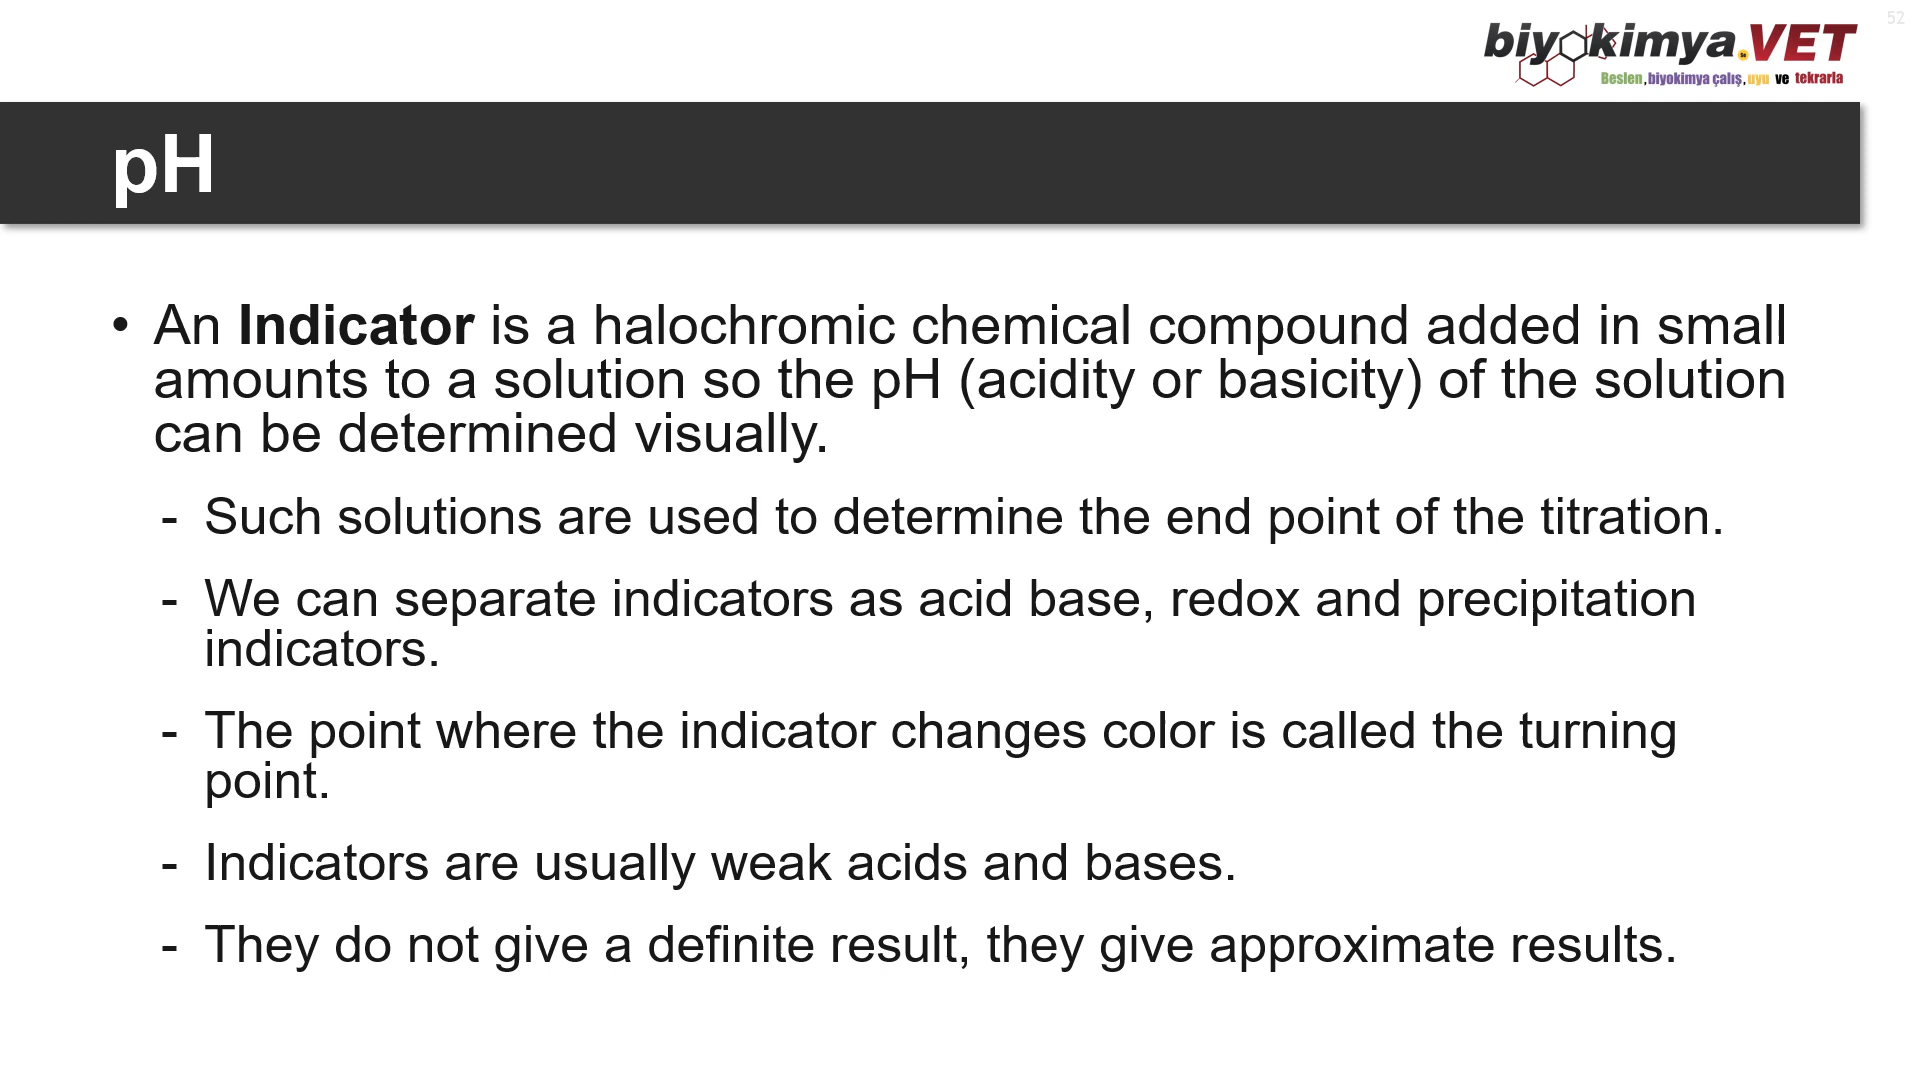 52
biyokimya.VET
Beslen, biyokimya çalış, uyu ve tekrarla
pH
• An Indicator is a halochromic chemical compound added in small
amounts to a solution so the pH (acidity or basicity) of the solution
can be determined visually.
- Such solutions are used to determine the end point of the titration.
- We can separate indicators as acid base, redox and precipitation
indicators.
- The point where the indicator changes color is called the turning
point.
- Indicators are usually weak acids and bases.
- They do not give a definite result, they give approximate results.